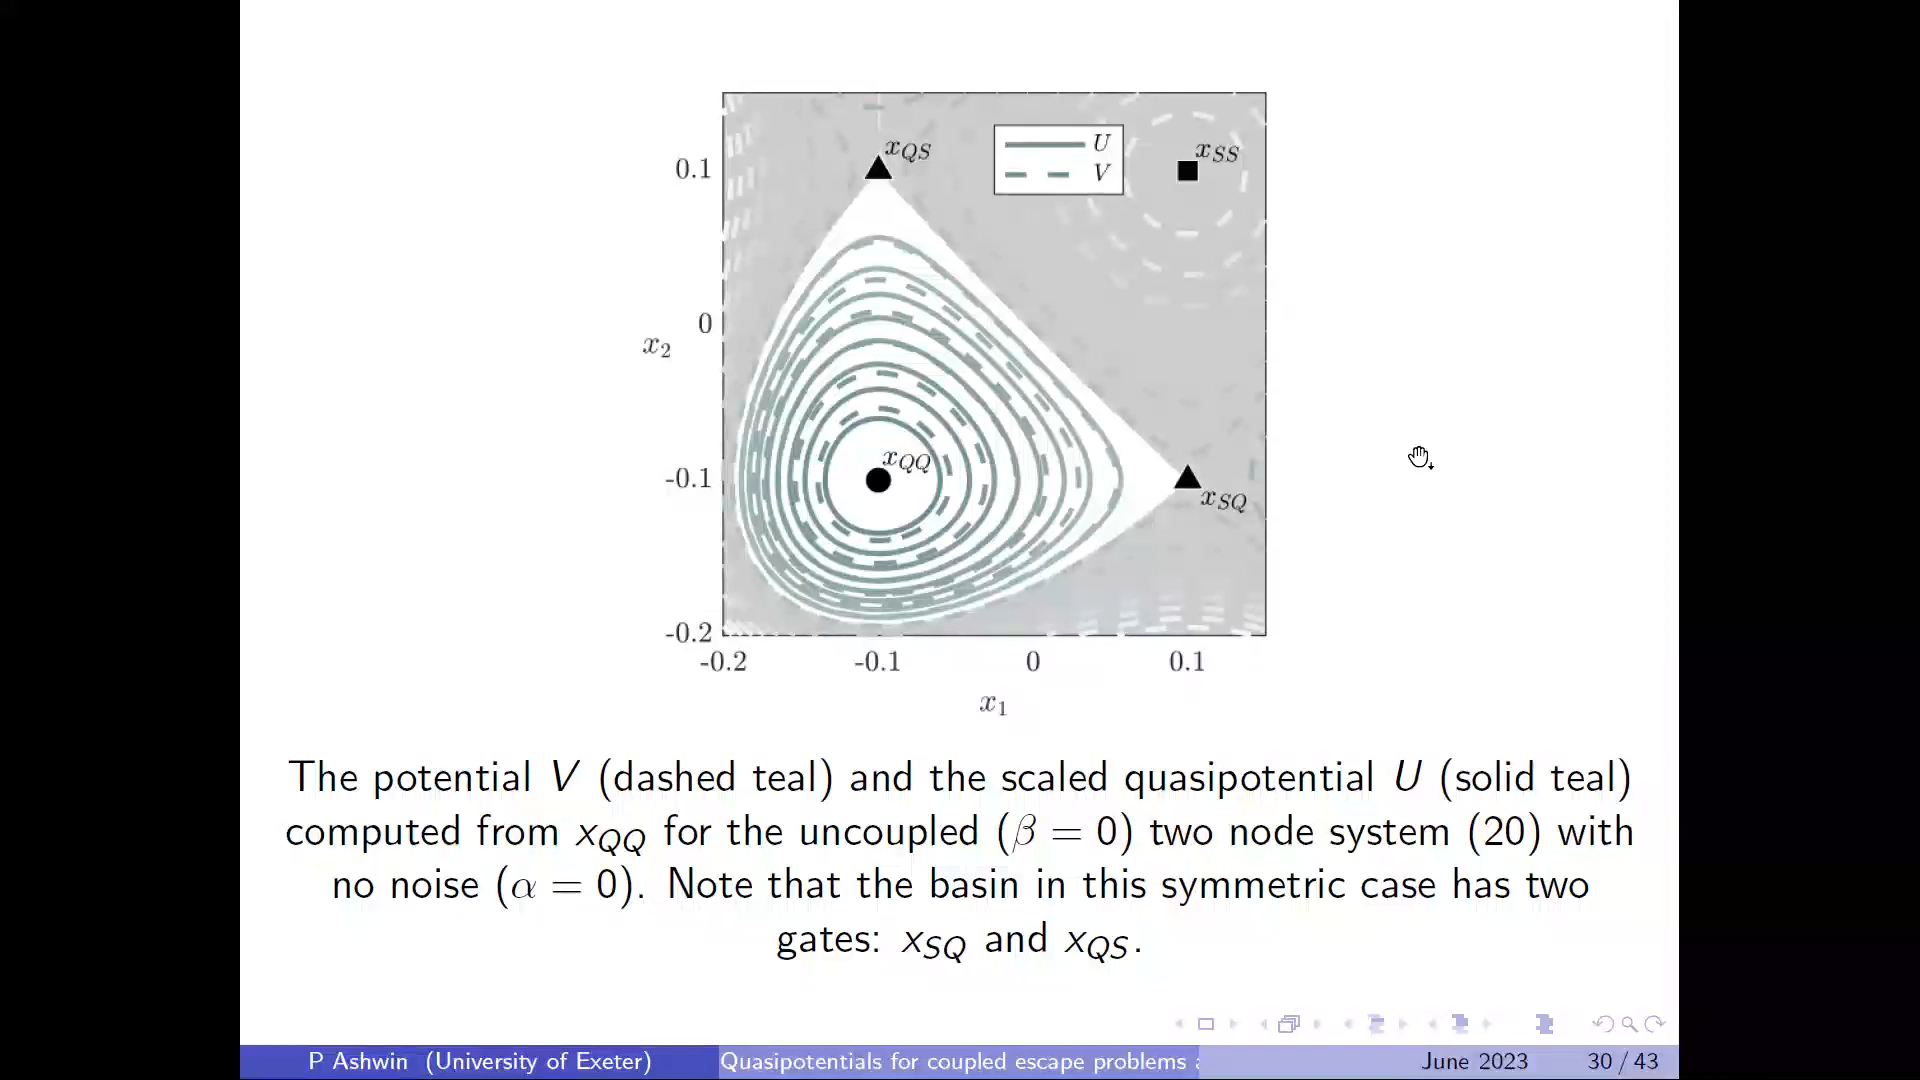 x_QS
U
x_SS
V
0.1
0
x_2
x_QQ
-0.1
x_SQ
-0.2
-0.2 -0.1 0 0.1
x_1
The potential V (dashed teal) and the scaled quasipotential U (solid teal)
computed from x_QQ for the uncoupled (β = 0) two node system (20) with
no noise (α = 0). Note that the basin in this symmetric case has two
gates: x_SQ and x_QS.
P Ashwin (University of Exeter) Quasipotentials for coupled escape problems June 2023 30 / 43